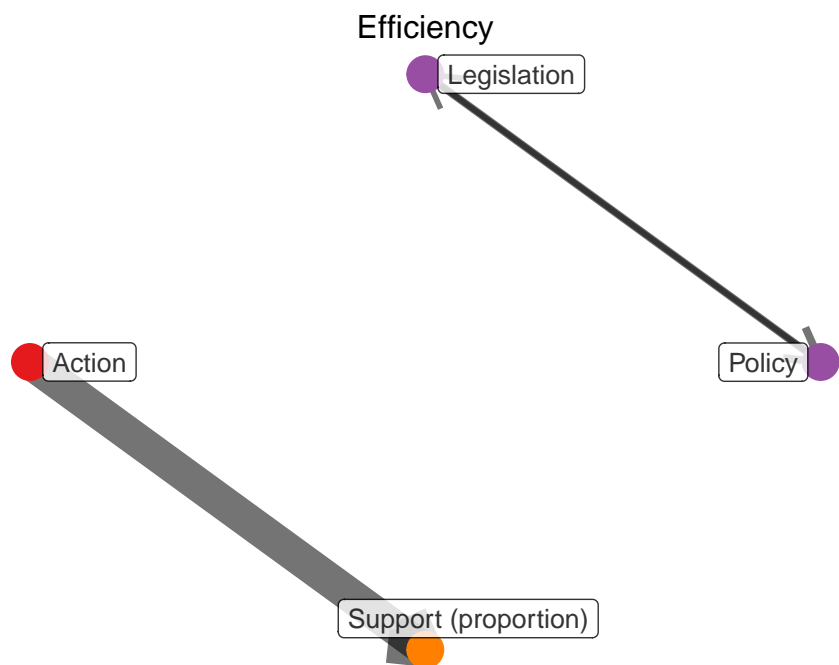 Efficiency
Legislation
Action
Policy
Support (proportion)